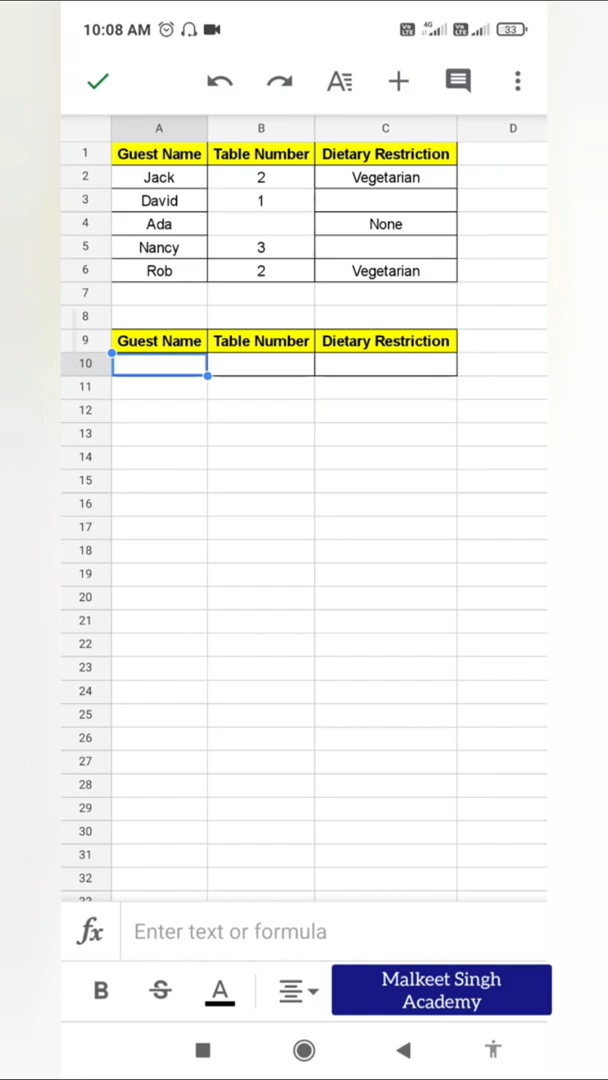 10:08 AM 4G 33
A B C D
1 Guest Name Table Number Dietary Restriction
2 Jack 2 Vegetarian
3 David 1
4 Ada None
5 Nancy 3
6 Rob 2 Vegetarian
7
8
9 Guest Name Table Number Dietary Restriction
10
11
12
13
14
15
16
17
18
19
20
21
22
23
24
25
26
27
28
29
30
31
32
fx Enter text or formula
B S A
Malkeet Singh
Academy